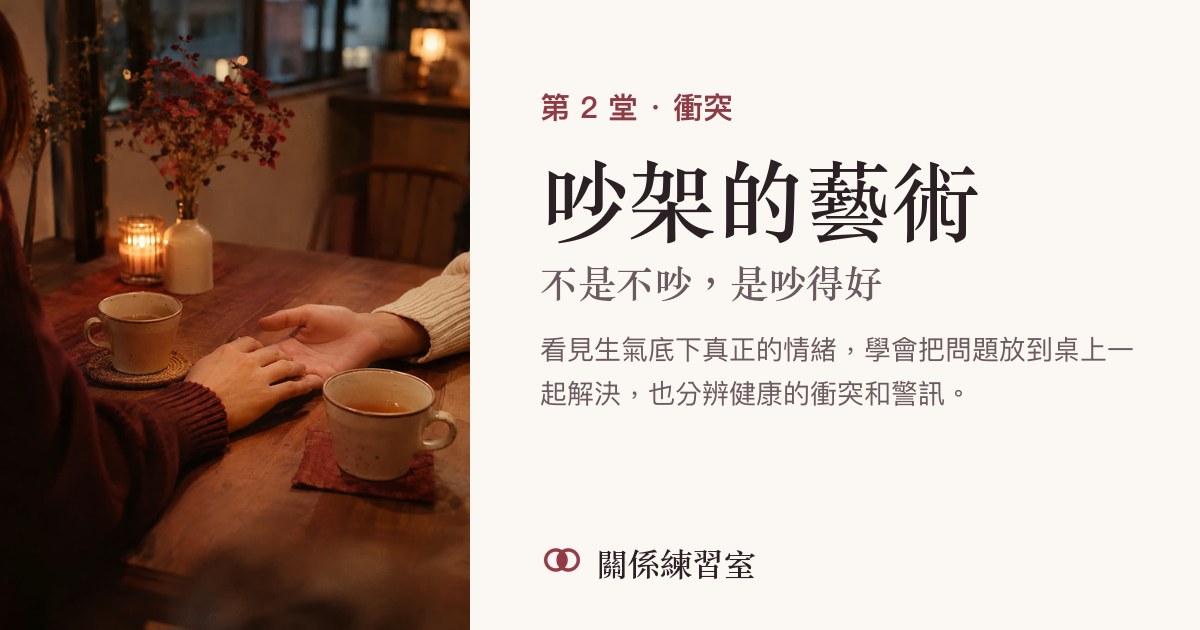 第 2 堂 · 衝突
吵架的藝術
不是不吵，是吵得好
看見生氣底下真正的情緒，學會把問題放到桌上一
起解決，也分辨健康的衝突和警訊。
關係練習室